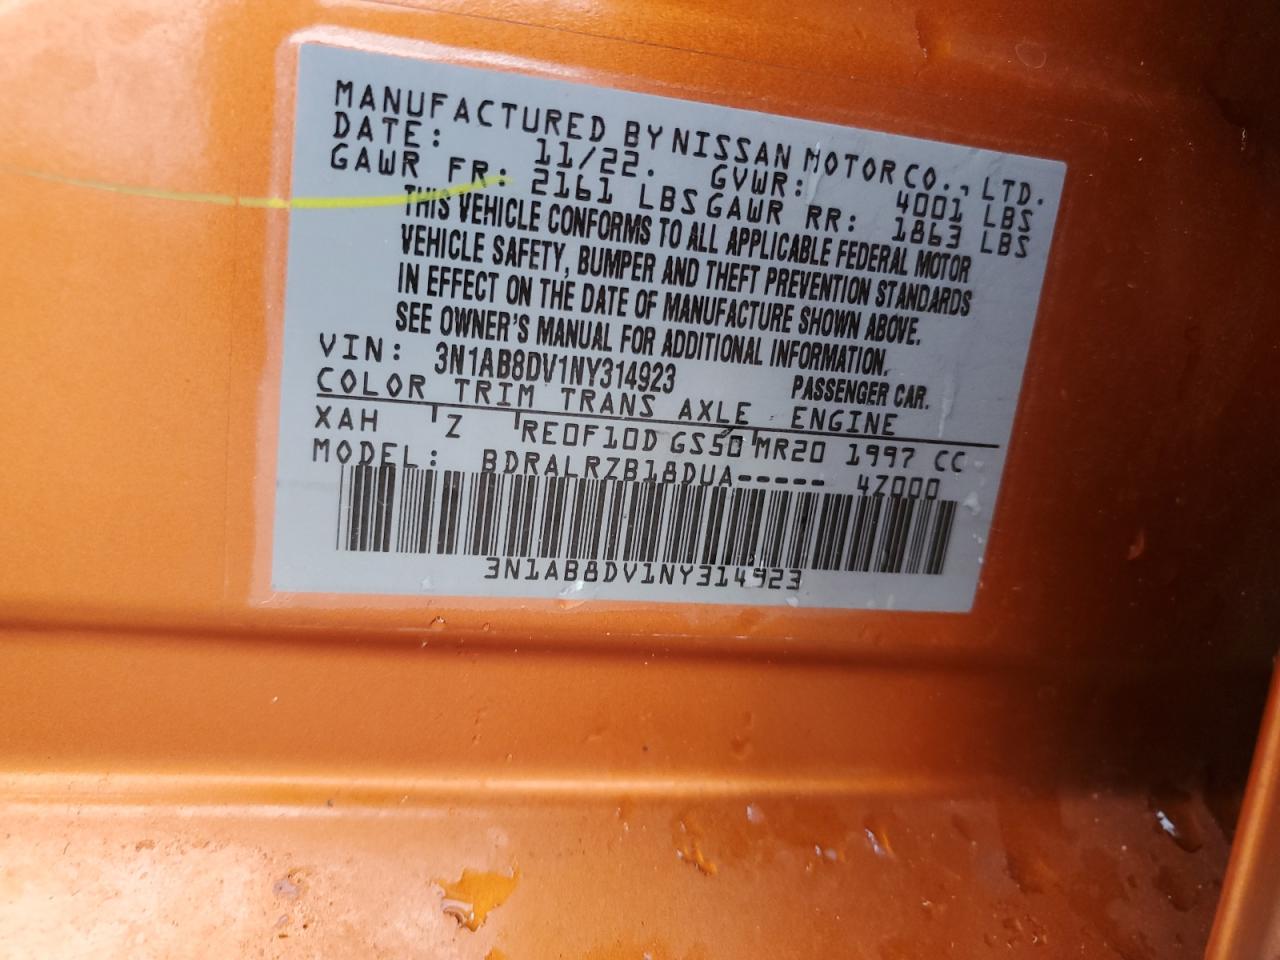 MANUFACTURED BY NISSAN MOTOR CO., LTD.
DATE: 11/22. GVWR: 4001 LBS
GAWR FR: 2161 LBS GAWR RR: 1863 LBS
THIS VEHICLE CONFORMS TO ALL APPLICABLE FEDERAL MOTOR
VEHICLE SAFETY, BUMPER AND THEFT PREVENTION STANDARDS
IN EFFECT ON THE DATE OF MANUFACTURE SHOWN ABOVE.
SEE OWNER'S MANUAL FOR ADDITIONAL INFORMATION.
VIN: 3N1AB8DV1NY314923 PASSENGER CAR.
COLOR TRIM TRANS AXLE ENGINE
XAH Z RE0F10D GS50 MR20 1997 CC
MODEL: BDRALRZB18DUA----- 4Z000
3N1AB8DV1NY314923